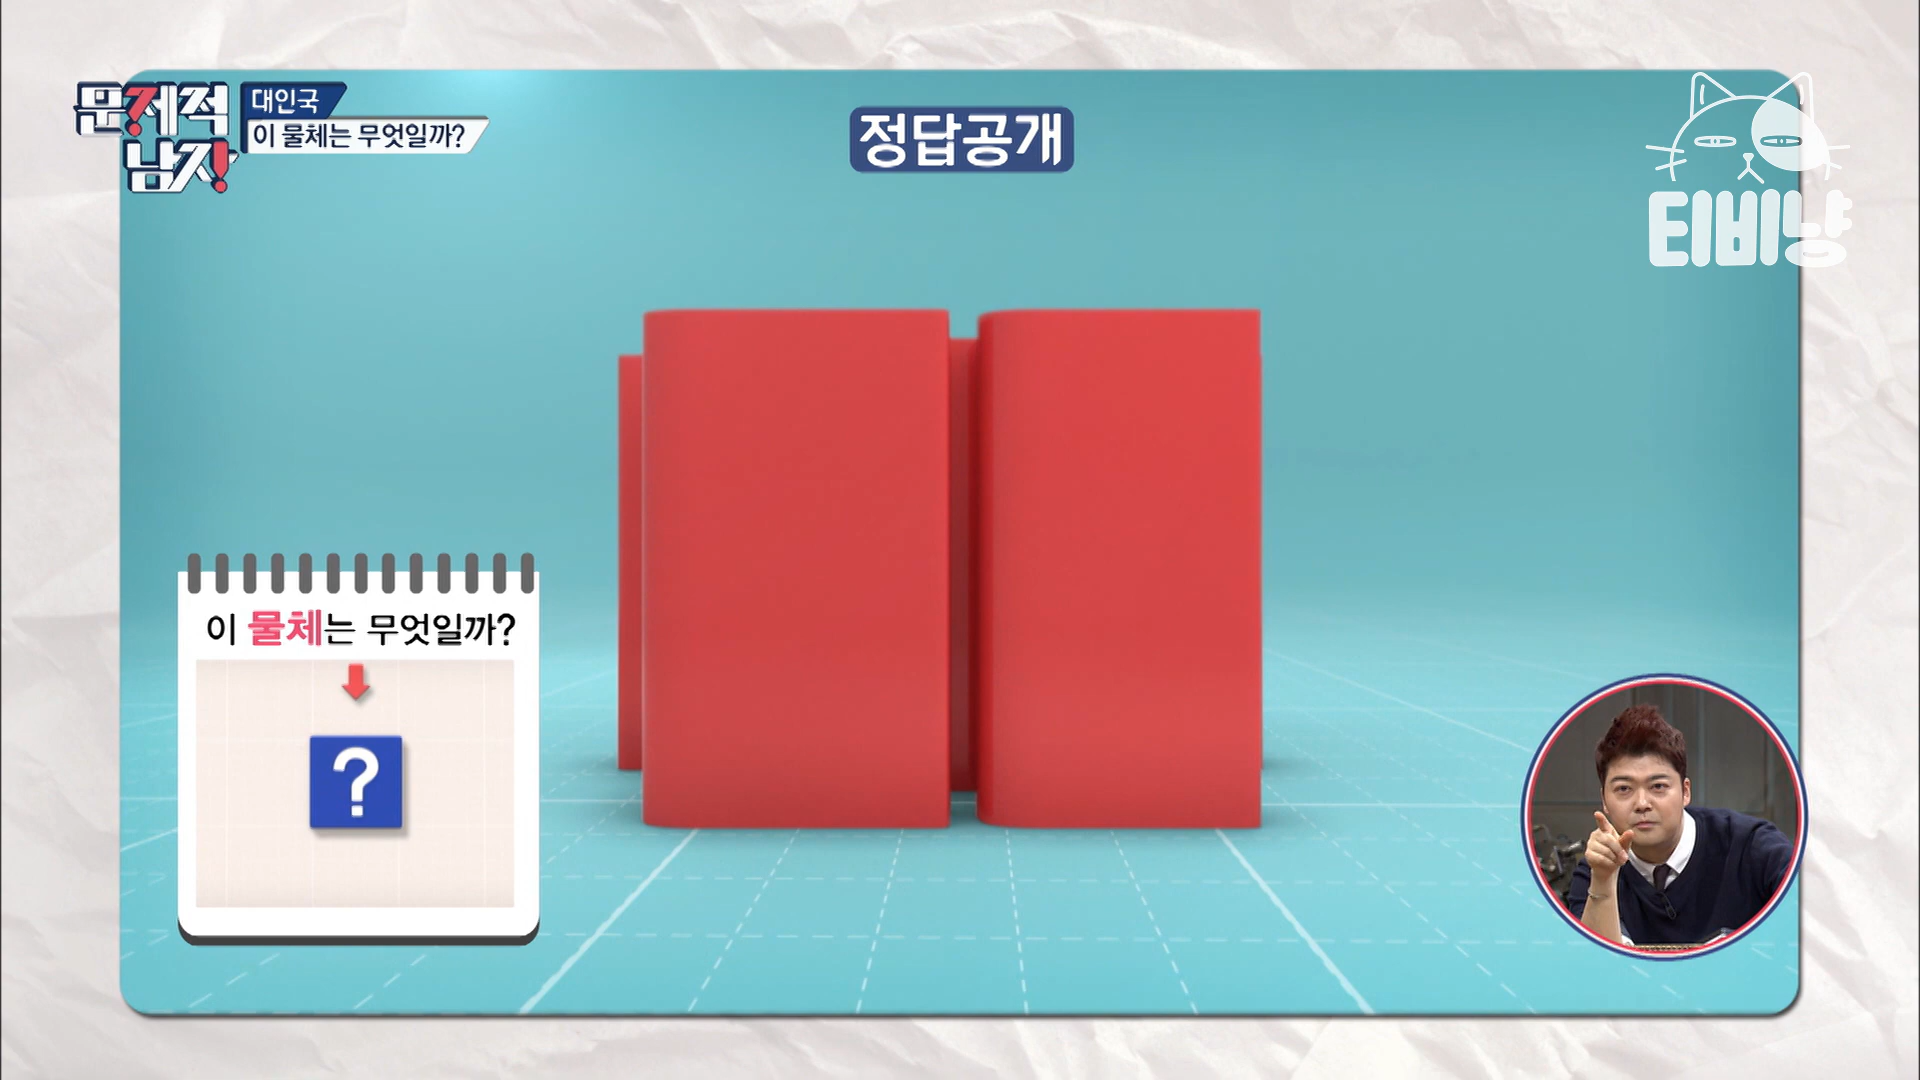 문제적
남자
대인국
이 물체는 무엇일까?
정답공개
티비냥
이 물체는 무엇일까?
?